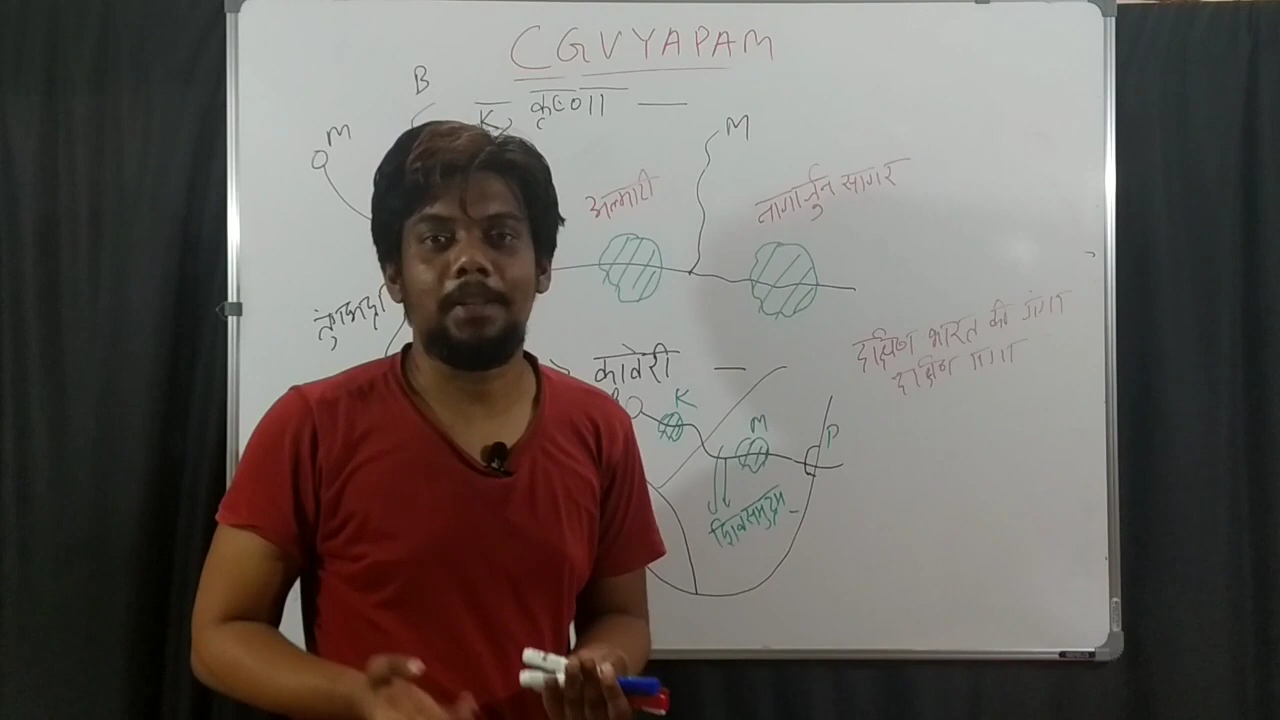 CGVYAPAM
B
कृष्णा
K
M
M
अलमाटी
नागार्जुन सागर
तुंगभद्रा
दक्षिण भारत की गंगा
दक्षिण गंगा
कावेरी
K
M
P
शिवसमुद्रम